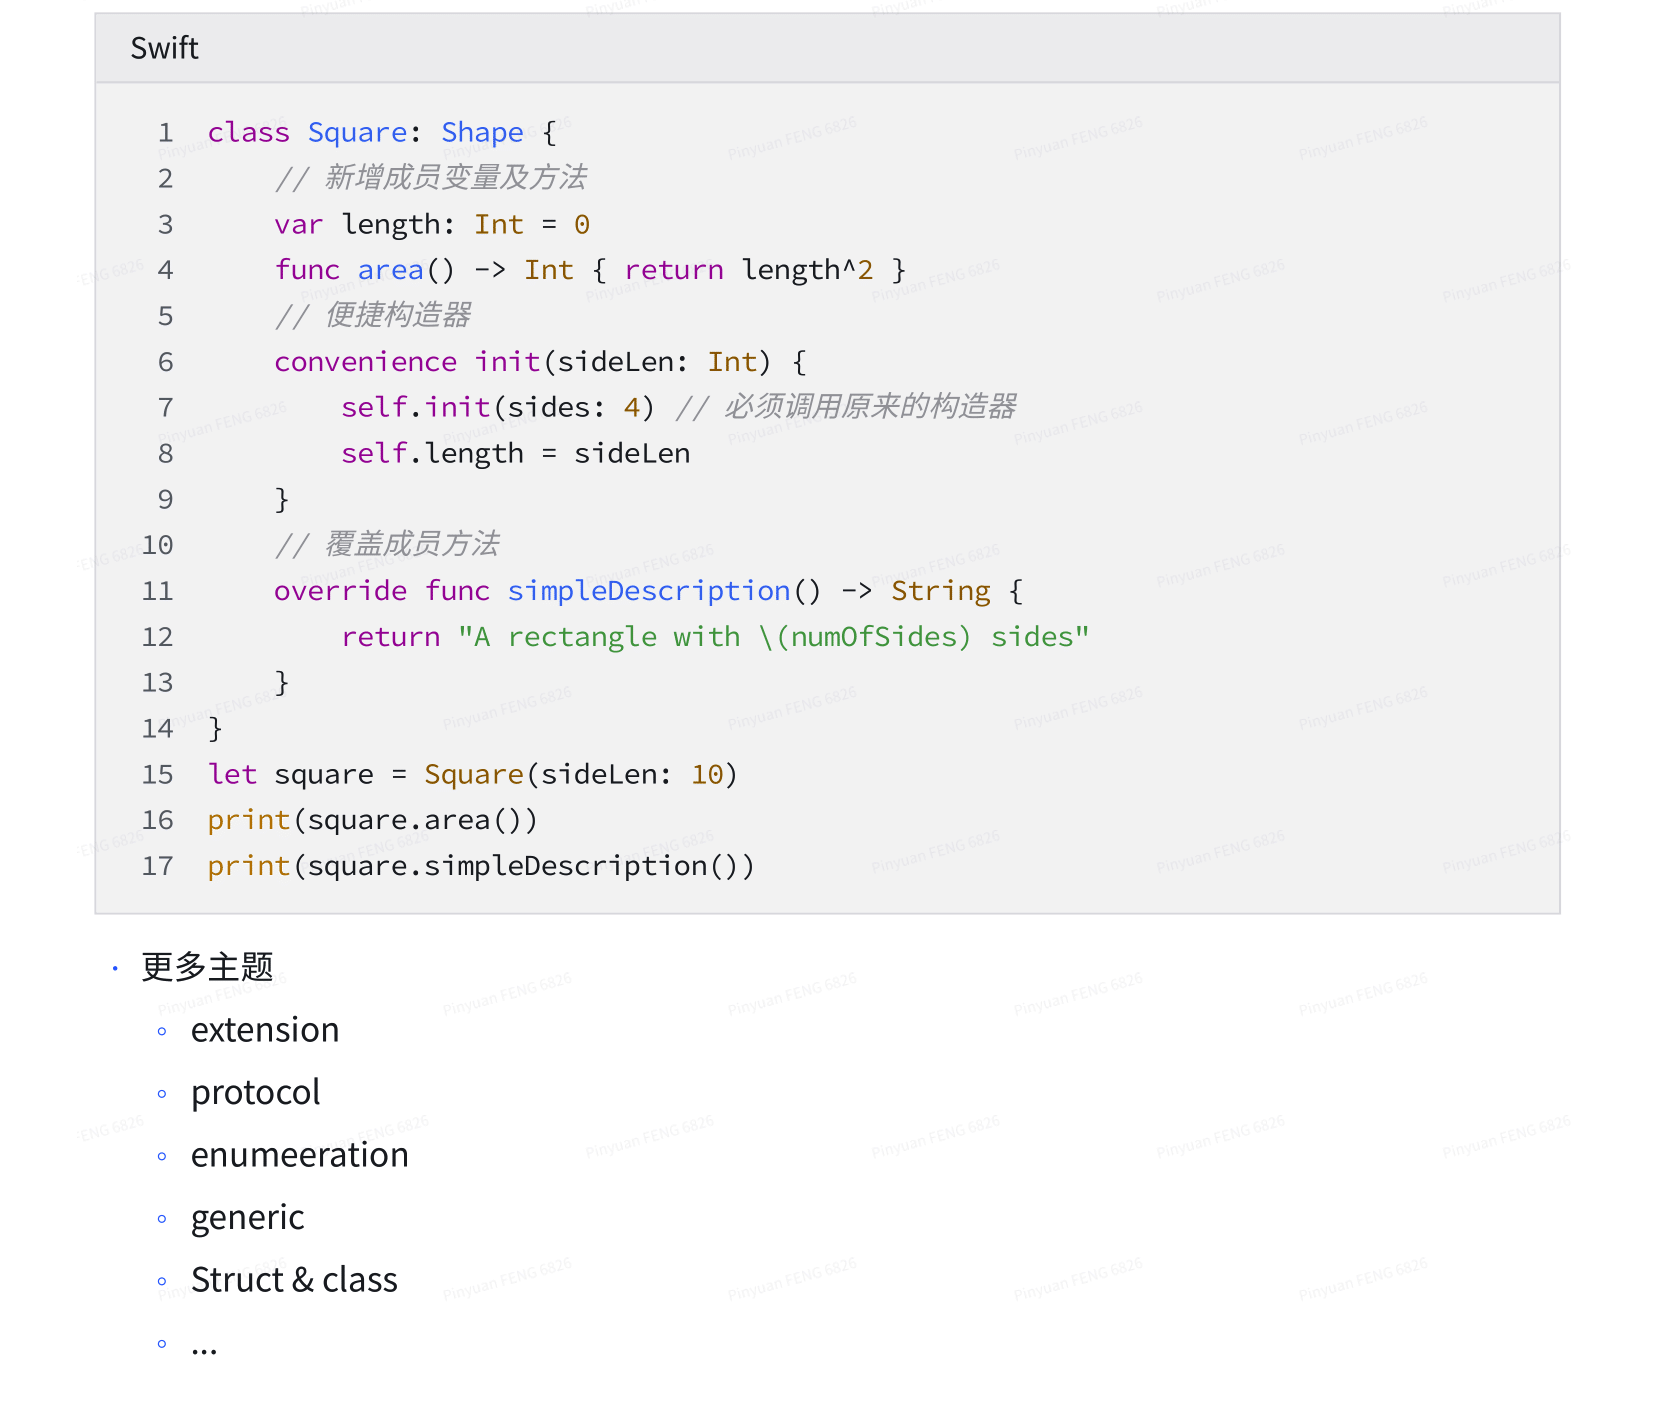 Swift
1 class Square: Shape {
2     // 新增成员变量及方法
3     var length: Int = 0
4     func area() -> Int { return length^2 }
5     // 便捷构造器
6     convenience init(sideLen: Int) {
7         self.init(sides: 4) // 必须调用原来的构造器
8         self.length = sideLen
9     }
10     // 覆盖成员方法
11     override func simpleDescription() -> String {
12         return "A rectangle with \(numOfSides) sides"
13     }
14 }
15 let square = Square(sideLen: 10)
16 print(square.area())
17 print(square.simpleDescription())
• 更多主题
◦ extension
◦ protocol
◦ enumeeration
◦ generic
◦ Struct & class
◦ ...
Pinyuan FENG 6826